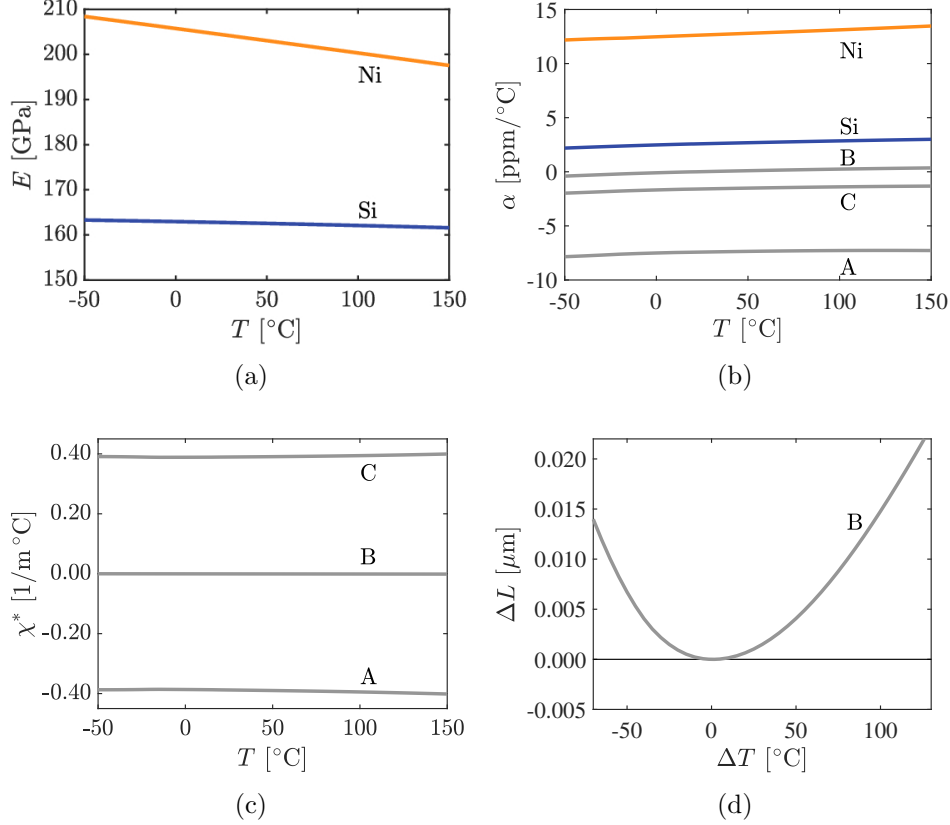 210
200
190
180
170
160
150
E [GPa]
Ni
Si
-50 0 50 100 150
T [°C]
(a)
15
10
5
0
-5
-10
α [ppm/°C]
Ni
Si
B
C
A
-50 0 50 100 150
T [°C]
(b)
0.40
0.20
0.00
-0.20
-0.40
χ* [1/m°C]
C
B
A
-50 0 50 100 150
T [°C]
(c)
0.020
0.015
0.010
0.005
0.000
-0.005
ΔL [μm]
B
-50 0 50 100
ΔT [°C]
(d)